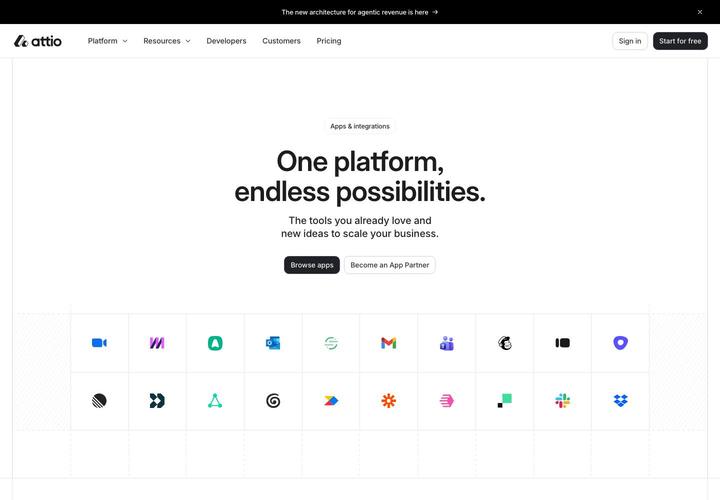 The new architecture for agentic revenue is here →
attio
Platform
Resources
Developers
Customers
Pricing
Sign in
Start for free
Apps & integrations
One platform,
endless possibilities.
The tools you already love and
new ideas to scale your business.
Browse apps
Become an App Partner